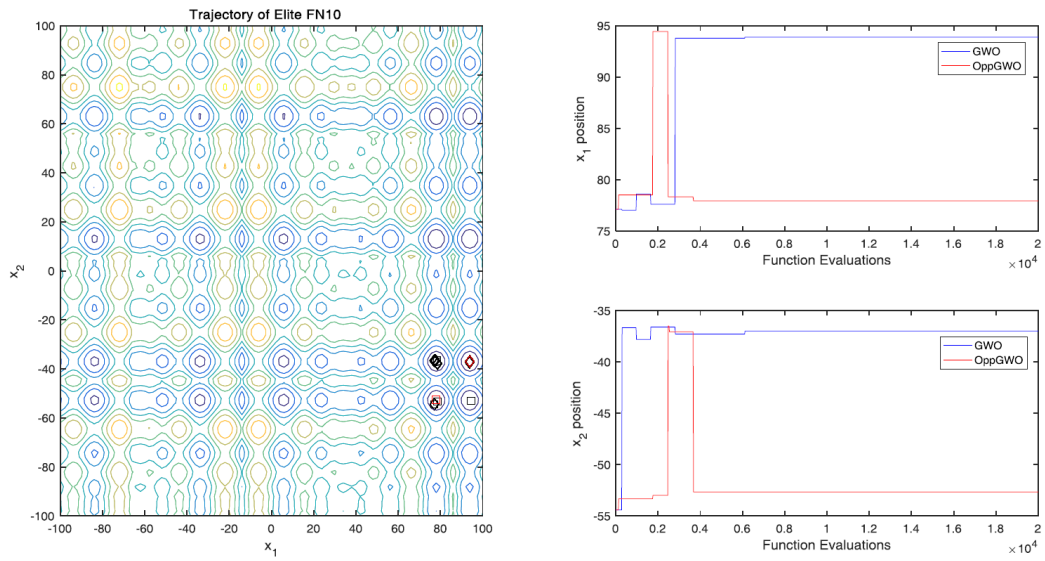 Trajectory of Elite FN10
100
80
60
40
20
0
-20
-40
-60
-80
-100
x2
-100 -80 -60 -40 -20 0 20 40 60 80 100
x1
95
90
85
80
75
x1 position
GWO
OppGWO
0 0.2 0.4 0.6 0.8 1 1.2 1.4 1.6 1.8 2
Function Evaluations
×10^4
-35
-40
-45
-50
-55
x2 position
GWO
OppGWO
0 0.2 0.4 0.6 0.8 1 1.2 1.4 1.6 1.8 2
Function Evaluations
×10^4